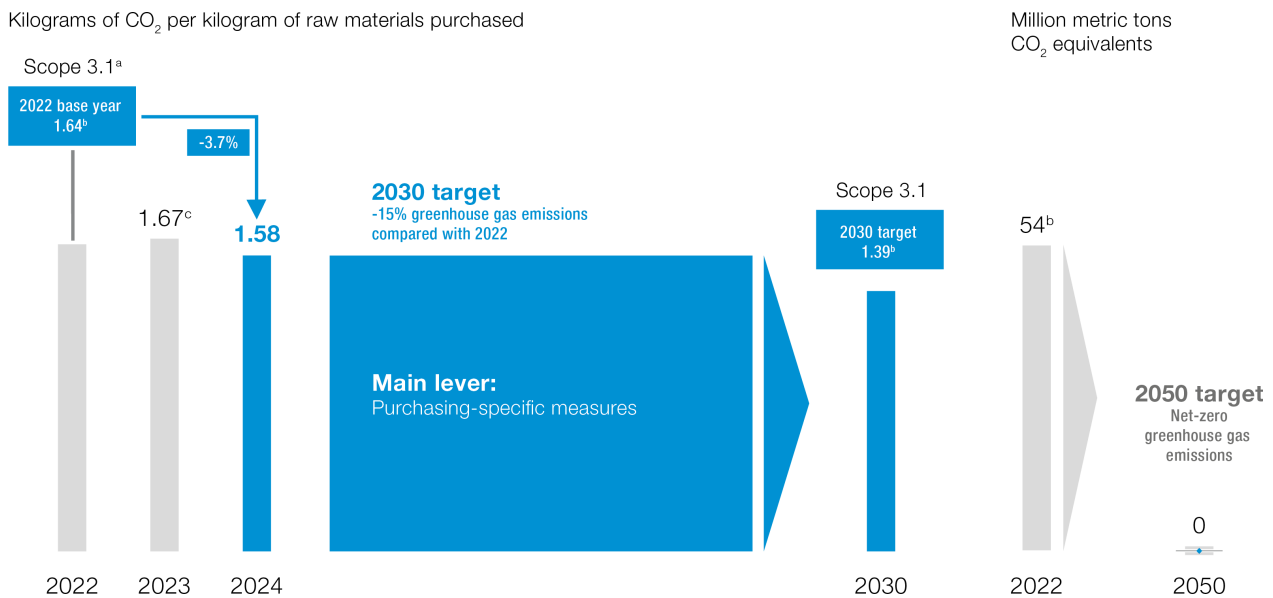 Kilograms of CO₂ per kilogram of raw materials purchased
Million metric tons
CO₂ equivalents
Scope 3.1ᵃ
2022 base year
1.64ᵇ
-3.7%
1.67ᶜ
1.58
2030 target
-15% greenhouse gas emissions
compared with 2022
Main lever:
Purchasing-specific measures
Scope 3.1
2030 target
1.39ᵇ
54ᵇ
2050 target
Net-zero
greenhouse gas
emissions
0
2022
2023
2024
2030
2022
2050